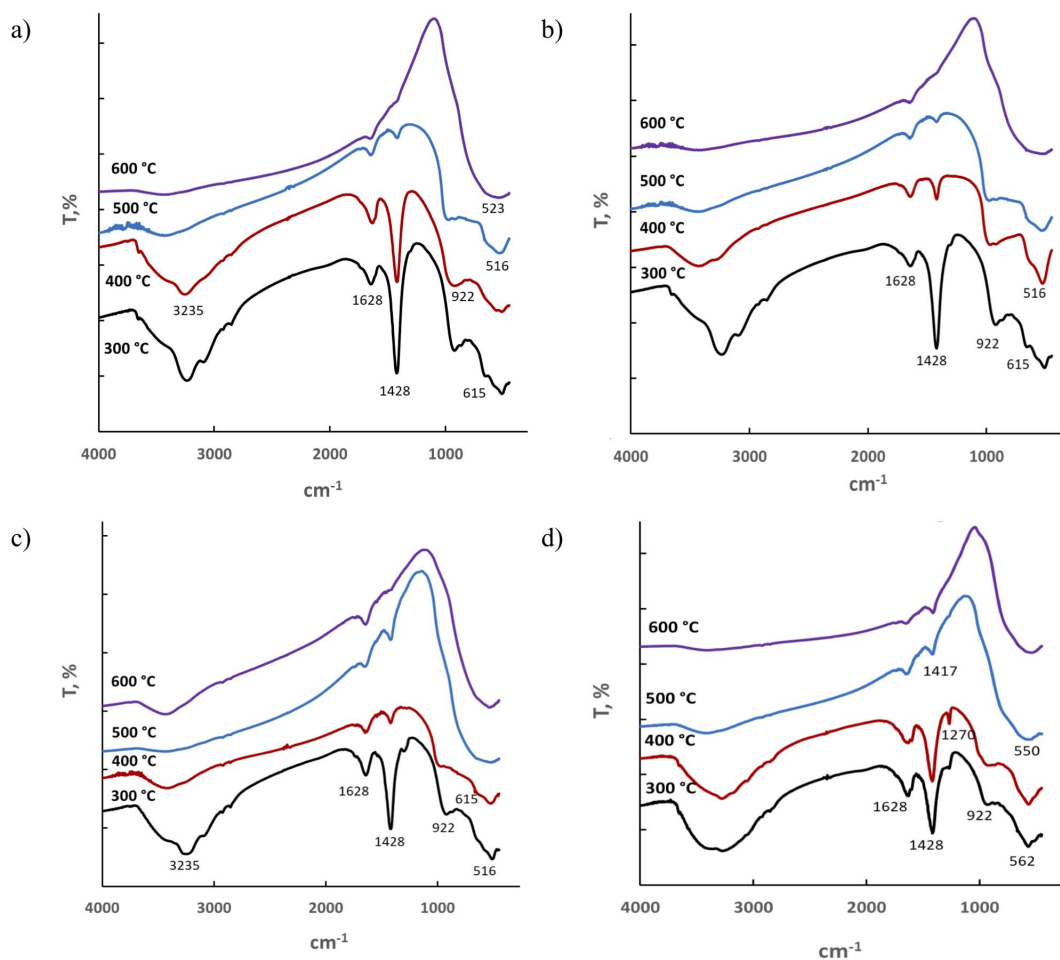 a)
T,%
600 °C
500 °C
400 °C
300 °C
3235
1628
1428
922
615
523
516
4000
3000
2000
1000
cm-1
b)
T,%
600 °C
500 °C
400 °C
300 °C
1628
1428
922
615
516
4000
3000
2000
1000
cm-1
c)
T, %
600 °C
500 °C
400 °C
300 °C
3235
1628
1428
922
615
516
4000
3000
2000
1000
cm-1
d)
T, %
600 °C
500 °C
400 °C
300 °C
1417
1270
550
1628
1428
922
562
4000
3000
2000
1000
cm-1